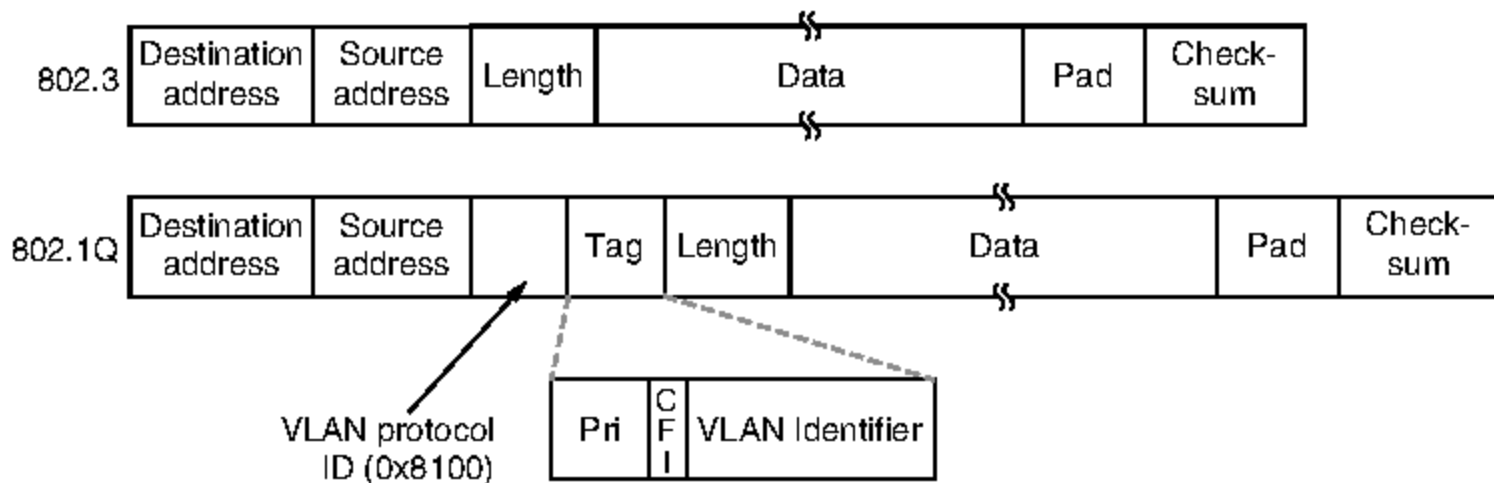 802.3
Destination
address
Source
address
Length
Data
Pad
Check-
sum
802.1Q
Destination
address
Source
address
Tag
Length
Data
Pad
Check-
sum
VLAN protocol
ID (0x8100)
Pri
C
F
I
VLAN Identifier